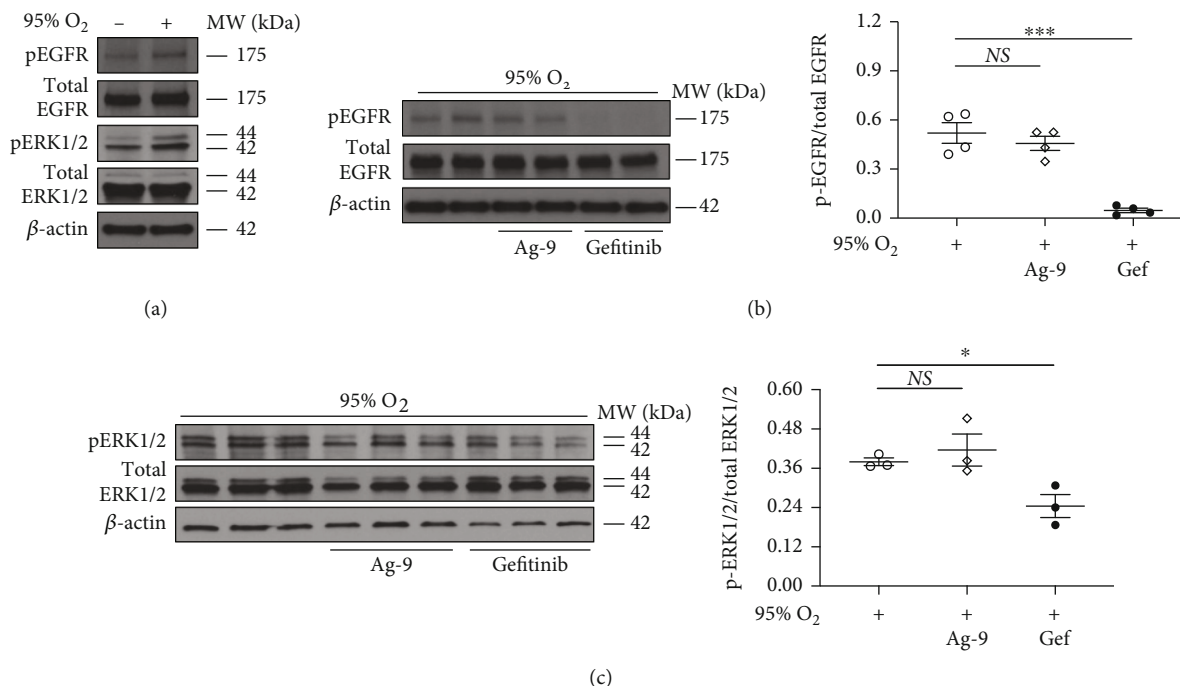 95% O₂ – + MW (kDa)
pEGFR 175
Total
EGFR 175
pERK1/2 44
42
Total 44
ERK1/2 42
β-actin 42
(a)
95% O₂
MW (kDa)
pEGFR 175
Total
EGFR 175
β-actin 42
Ag-9 Gefitinib
p-EGFR/total EGFR
1.2
0.9
0.6
0.3
0.0
***
NS
95% O₂ + + +
Ag-9 Gef
(b)
95% O₂
MW (kDa)
pERK1/2 44
42
Total 44
ERK1/2 42
β-actin 42
Ag-9 Gefitinib
p-ERK1/2/total ERK1/2
0.60
0.48
0.36
0.24
0.12
0.00
*
NS
95% O₂ + + +
Ag-9 Gef
(c)